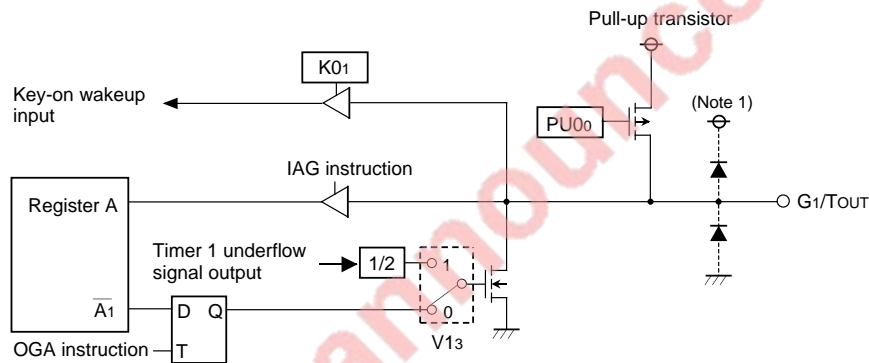 Pull-up transistor
K01
Key-on wakeup
input
(Note 1)
PU00
IAG instruction
Register A
G1/TOUT
Timer 1 underflow
signal output
1/2
1
0
V13
A1
D Q
T
OGA instruction
announce